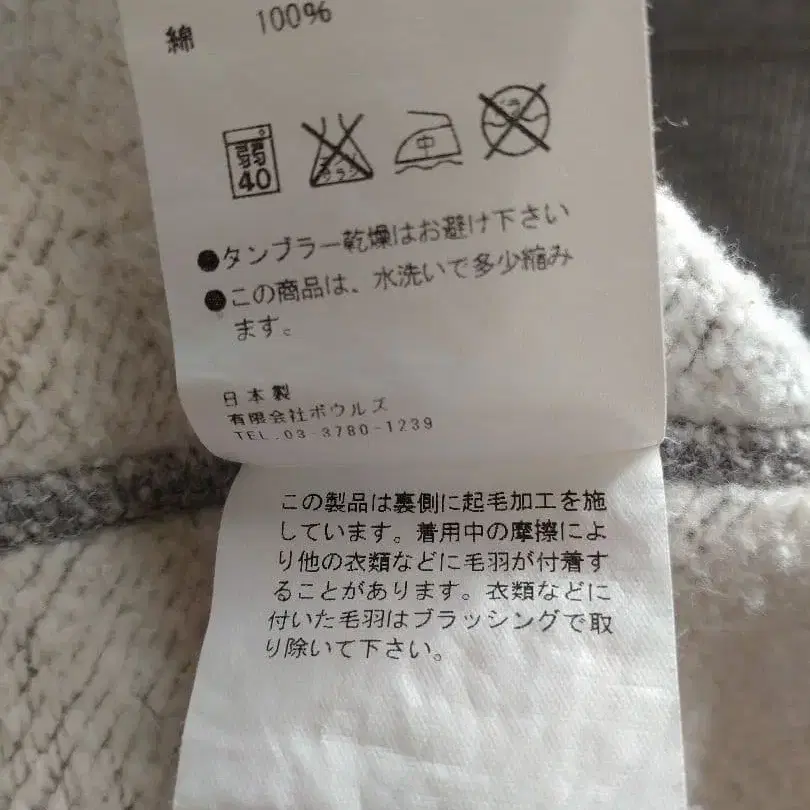 綿 100%
弱 40
エンソ サラシ
中
ドライ
●タンブラー乾燥はお避け下さい
●この商品は、水洗いで多少縮み
ます。
日本製
有限会社ボウルズ
TEL.03-3780-1239
この製品は裏側に起毛加工を施
しています。着用中の摩擦によ
り他の衣類などに毛羽が付着す
ることがあります。衣類などに
付いた毛羽はブラッシングで取
り除いて下さい。